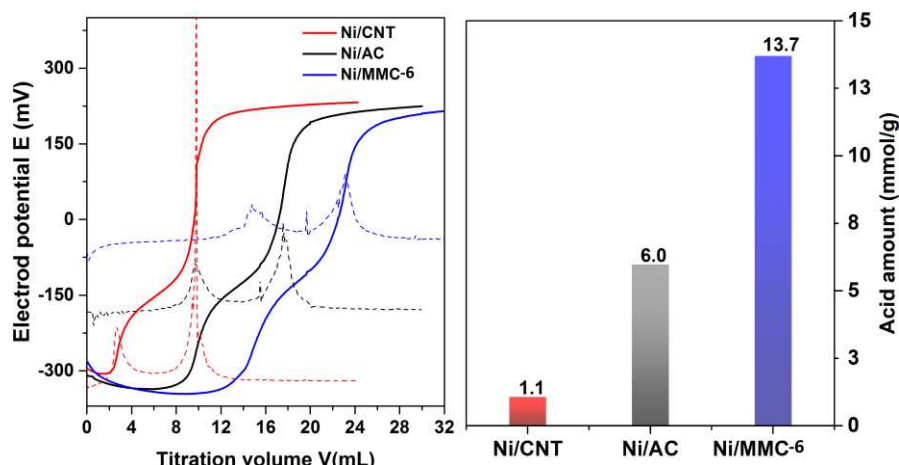 Ni/CNT
Ni/AC
Ni/MMC-6
Electrod potential E (mV)
300
150
0
-150
-300
0 4 8 12 16 20 24 28 32
Titration volume V(mL)
1.1
6.0
13.7
Ni/CNT Ni/AC Ni/MMC-6
15
13
10
8
5
3
0
Acid amount (mmol/g)